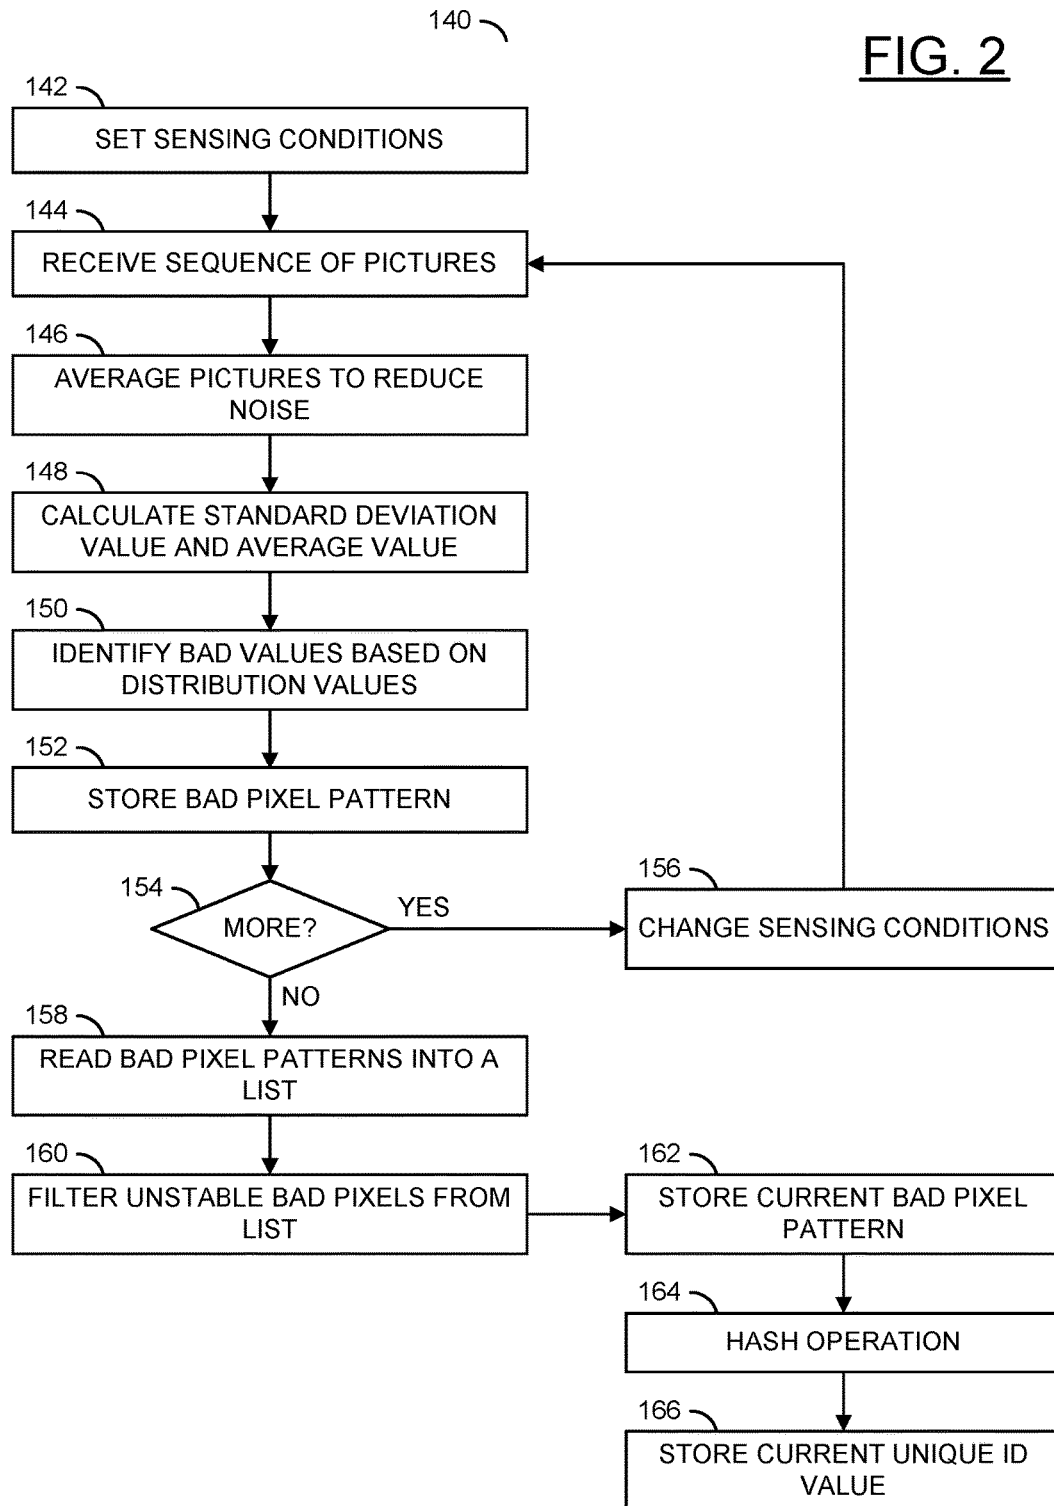 140
FIG. 2
142
SET SENSING CONDITIONS
144
RECEIVE SEQUENCE OF PICTURES
146
AVERAGE PICTURES TO REDUCE
NOISE
148
CALCULATE STANDARD DEVIATION
VALUE AND AVERAGE VALUE
150
IDENTIFY BAD VALUES BASED ON
DISTRIBUTION VALUES
152
STORE BAD PIXEL PATTERN
154
MORE?
YES
156
CHANGE SENSING CONDITIONS
NO
158
READ BAD PIXEL PATTERNS INTO A
LIST
160
FILTER UNSTABLE BAD PIXELS FROM
LIST
162
STORE CURRENT BAD PIXEL
PATTERN
164
HASH OPERATION
166
STORE CURRENT UNIQUE ID
VALUE